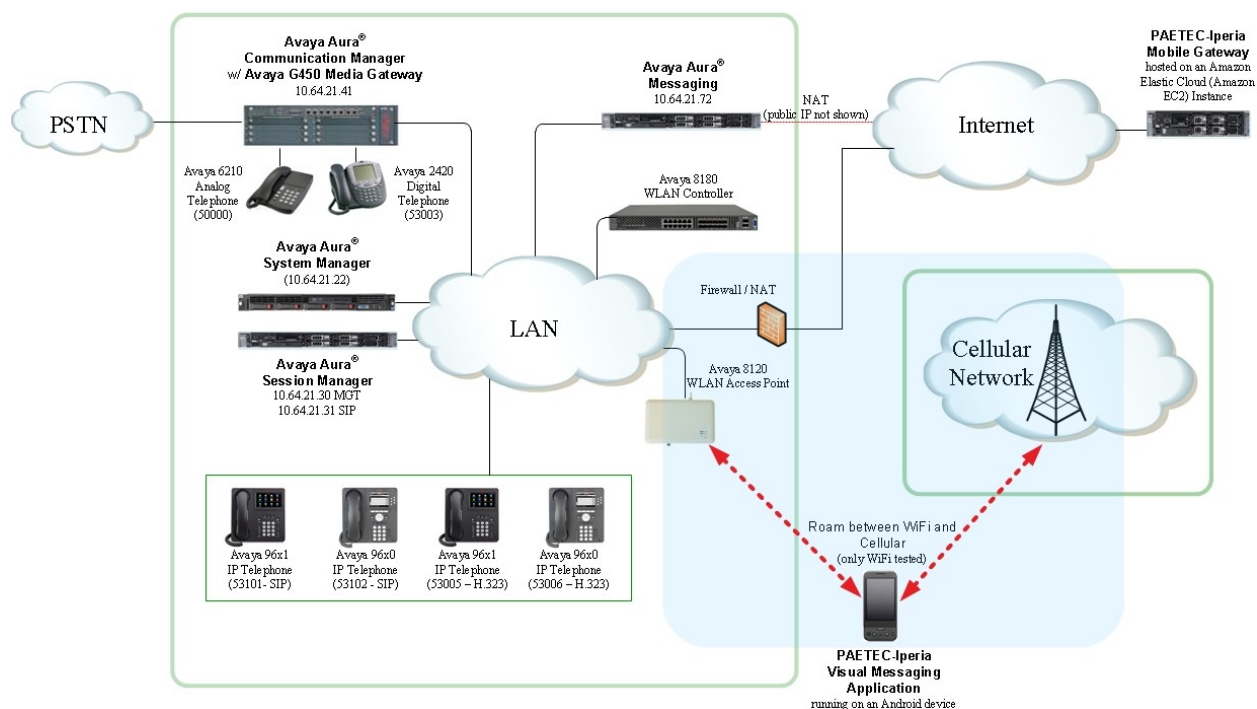 Avaya Aura®
Communication Manager
w/ Avaya G450 Media Gateway
10.64.21.41
PSTN
Avaya 6210
Analog
Telephone
(50000)
Avaya 2420
Digital
Telephone
(53003)
Avaya Aura®
Messaging
10.64.21.72
NAT
(public IP not shown)
Internet
PAETEC-Iperia
Mobile Gateway
hosted on an Amazon
Elastic Cloud (Amazon
EC2) Instance
Avaya 8180
WLAN Controller
Avaya Aura®
System Manager
(10.64.21.22)
LAN
Firewall / NAT
Avaya Aura®
Session Manager
10.64.21.30 MGT
10.64.21.31 SIP
Avaya 8120
WLAN Access Point
Cellular
Network
Avaya 96x1
IP Telephone
(53101- SIP)
Avaya 96x0
IP Telephone
(53102 - SIP)
Avaya 96x1
IP Telephone
(53005 – H.323)
Avaya 96x0
IP Telephone
(53006 – H.323)
Roam between WiFi and
Cellular
(only WiFi tested)
PAETEC-Iperia
Visual Messaging
Application
running on an Android device